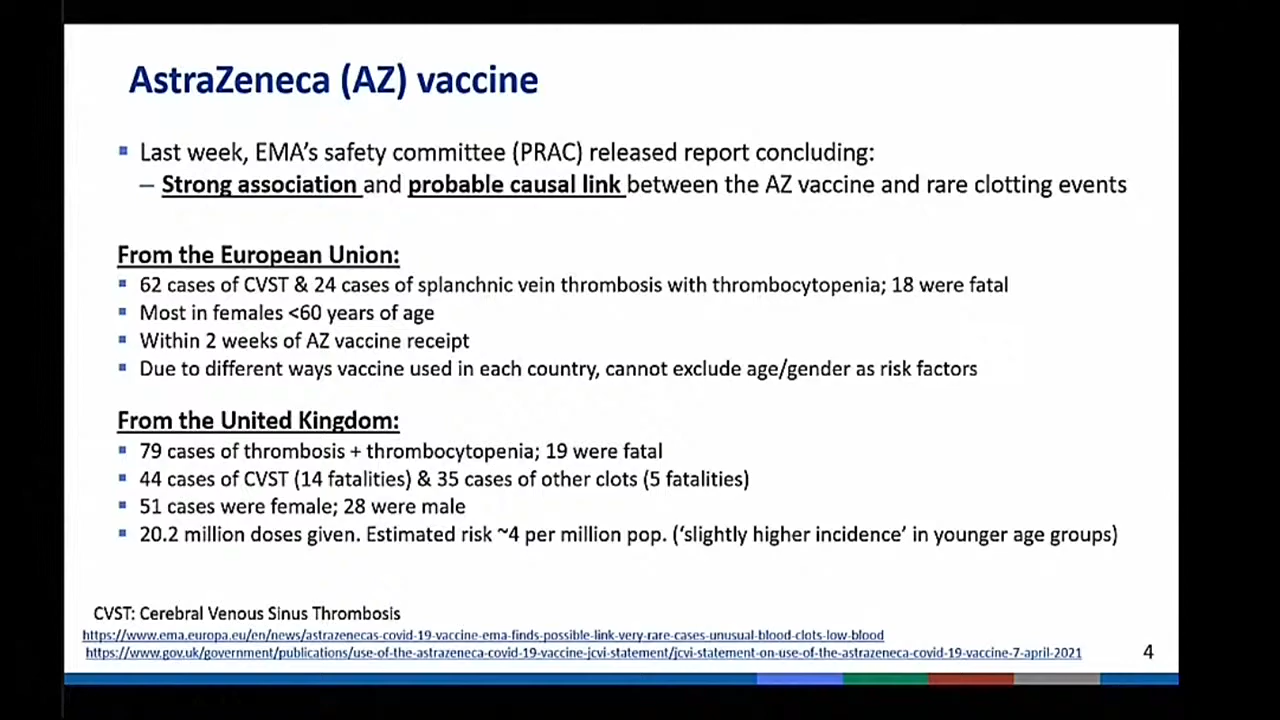 AstraZeneca (AZ) vaccine
Last week, EMA's safety committee (PRAC) released report concluding:
– Strong association and probable causal link between the AZ vaccine and rare clotting events
From the European Union:
62 cases of CVST & 24 cases of splanchnic vein thrombosis with thrombocytopenia; 18 were fatal
Most in females <60 years of age
Within 2 weeks of AZ vaccine receipt
Due to different ways vaccine used in each country, cannot exclude age/gender as risk factors
From the United Kingdom:
79 cases of thrombosis + thrombocytopenia; 19 were fatal
44 cases of CVST (14 fatalities) & 35 cases of other clots (5 fatalities)
51 cases were female; 28 were male
20.2 million doses given. Estimated risk ~4 per million pop. ('slightly higher incidence' in younger age groups)
CVST: Cerebral Venous Sinus Thrombosis
https://www.ema.europa.eu/en/news/astrazenecas-covid-19-vaccine-ema-finds-possible-link-very-rare-cases-unusual-blood-clots-low-blood
https://www.gov.uk/government/publications/use-of-the-astrazeneca-covid-19-vaccine-jcvi-statement/jcvi-statement-on-use-of-the-astrazeneca-covid-19-vaccine-7-april-2021
4